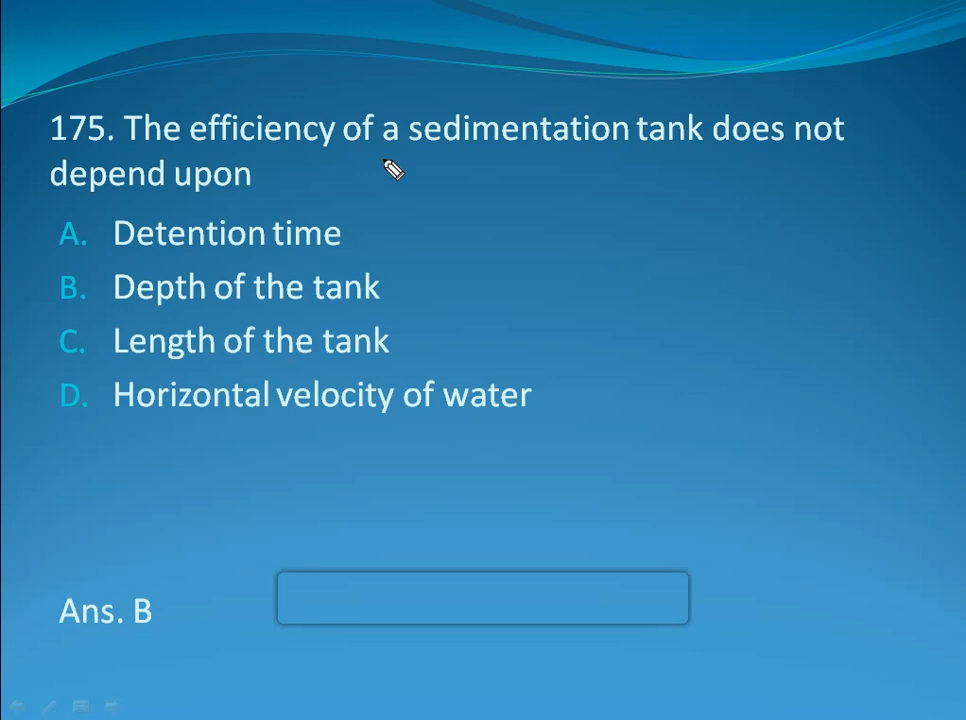 175. The efficiency of a sedimentation tank does not
depend upon
A. Detention time
B. Depth of the tank
C. Length of the tank
D. Horizontal velocity of water
Ans. B